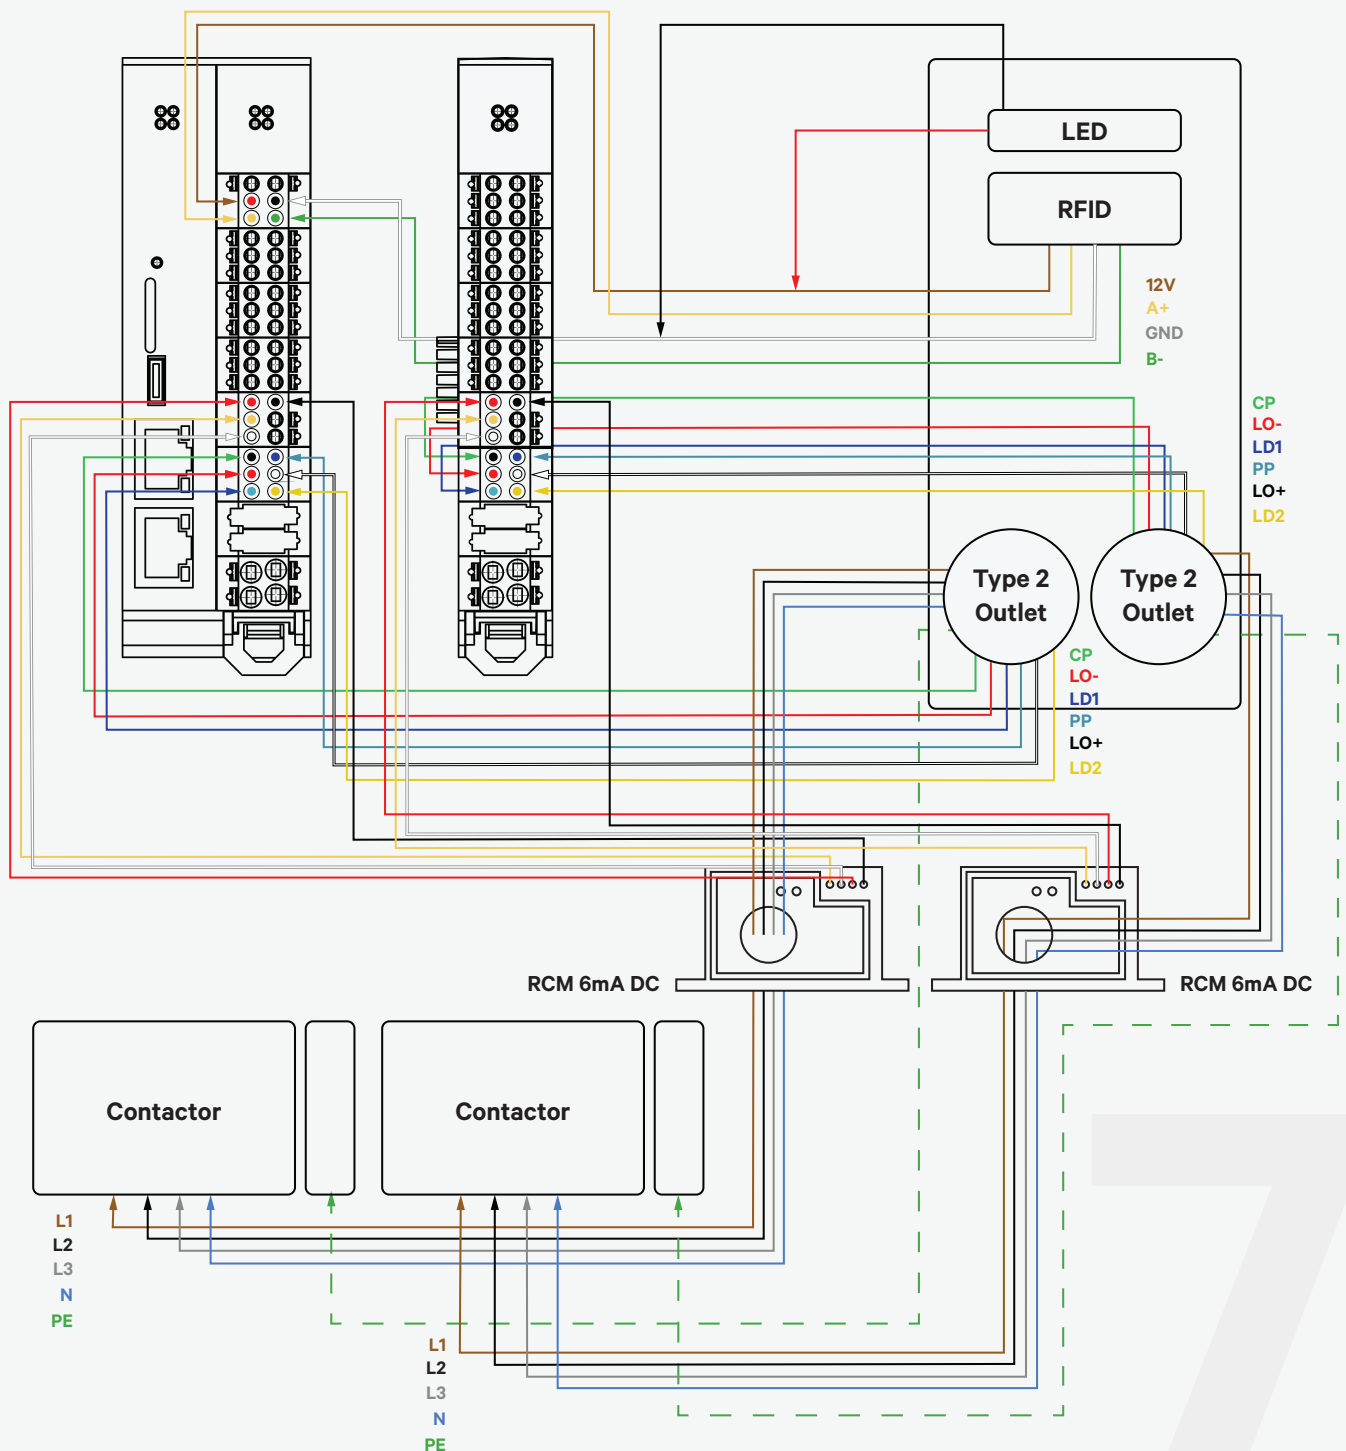 LED
RFID
12V
A+
GND
B-
CP
LO-
LD1
PP
LO+
LD2
Type 2
Outlet
Type 2
Outlet
CP
LO-
LD1
PP
LO+
LD2
RCM 6mA DC
RCM 6mA DC
Contactor
Contactor
L1
L2
L3
N
PE
L1
L2
L3
N
PE
7